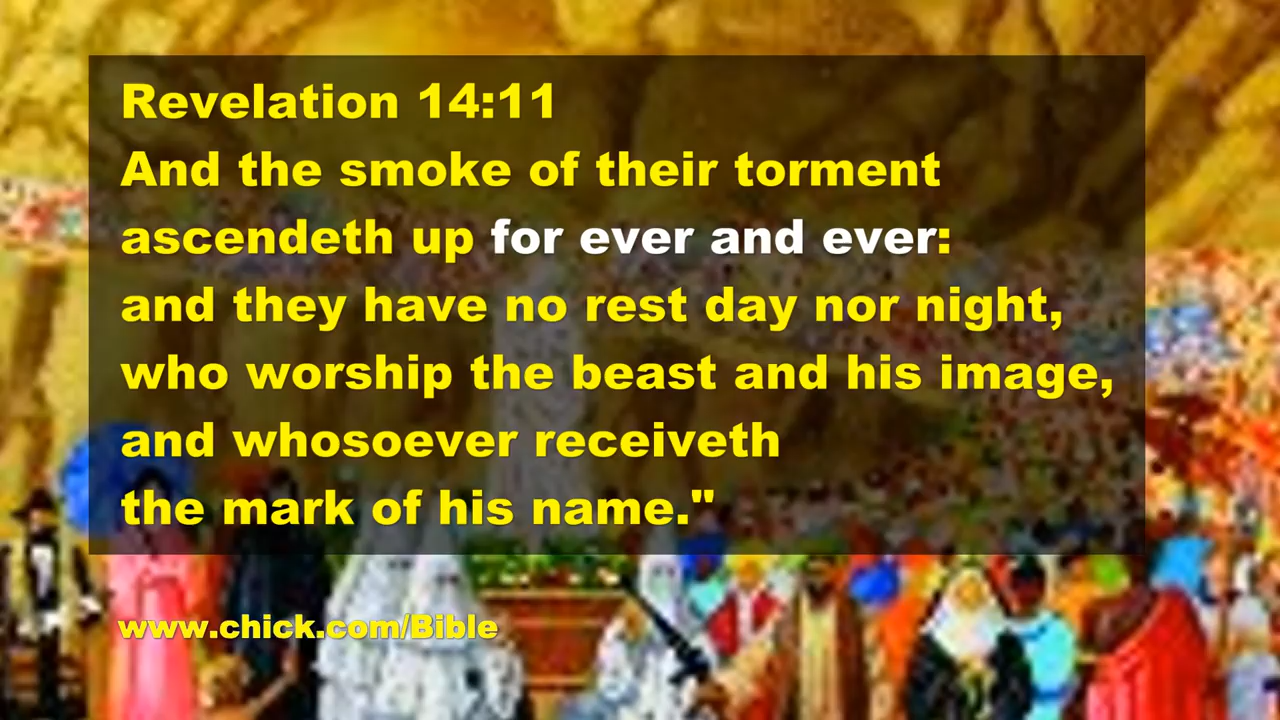 Revelation 14:11
And the smoke of their torment
ascendeth up for ever and ever:
and they have no rest day nor night,
who worship the beast and his image,
and whosoever receiveth
the mark of his name."
www.chick.com/Bible